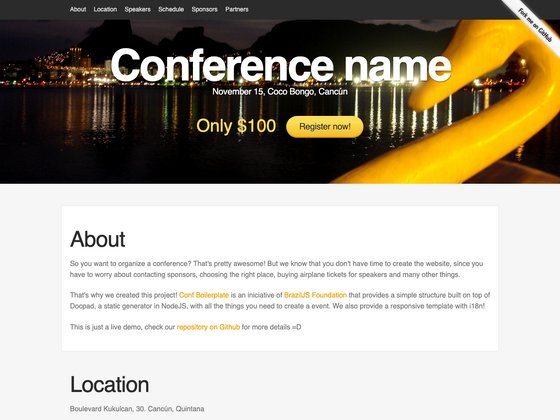 About Location Speakers Schedule Sponsors Partners
Fork me on GitHub
Conference name
November 15, Coco Bongo, Cancún
Only $100 Register now!
About
So you want to organize a conference? That's pretty awesome! But we know that you don't have time to create the website, since you
have to worry about contacting sponsors, choosing the right place, buying airplane tickets for speakers and many other things.
That's why we created this project! Conf Boilerplate is an iniciative of BrazilJS Foundation that provides a simple structure built on top of
Docpad, a static generator in NodeJS, with all the things you need to create a event. We also provide a responsive template with i18n!
This is just a live demo, check our repository on Github for more details =D
Location
Boulevard Kukulcan, 30. Cancún, Quintana